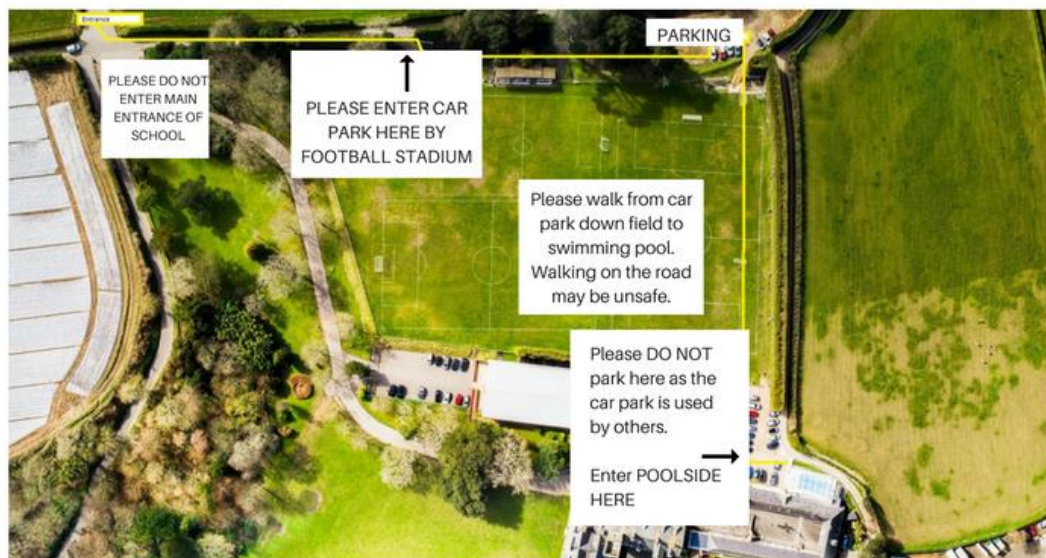 Entrance
PARKING
PLEASE DO NOT
ENTER MAIN
ENTRANCE OF
SCHOOL
PLEASE ENTER CAR
PARK HERE BY
FOOTBALL STADIUM
Please walk from car
park down field to
swimming pool.
Walking on the road
may be unsafe.
Please DO NOT
park here as the
car park is used
by others.
Enter POOLSIDE
HERE